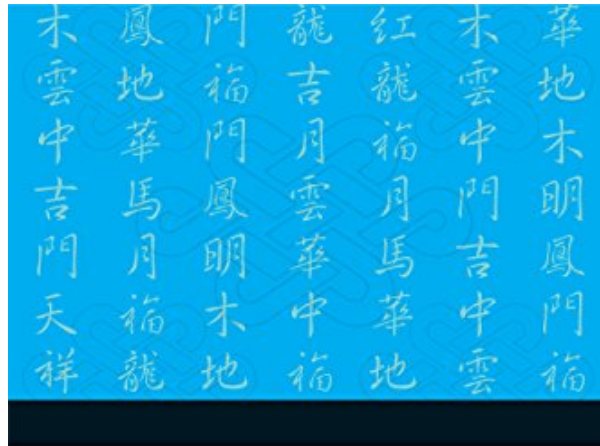 木鳳門龍紅木華
雲地福吉龍雲地
中華門月福中木
吉馬鳳雲月門明
門月明華馬吉鳳
天福木中華中門
祥龍地福地雲福